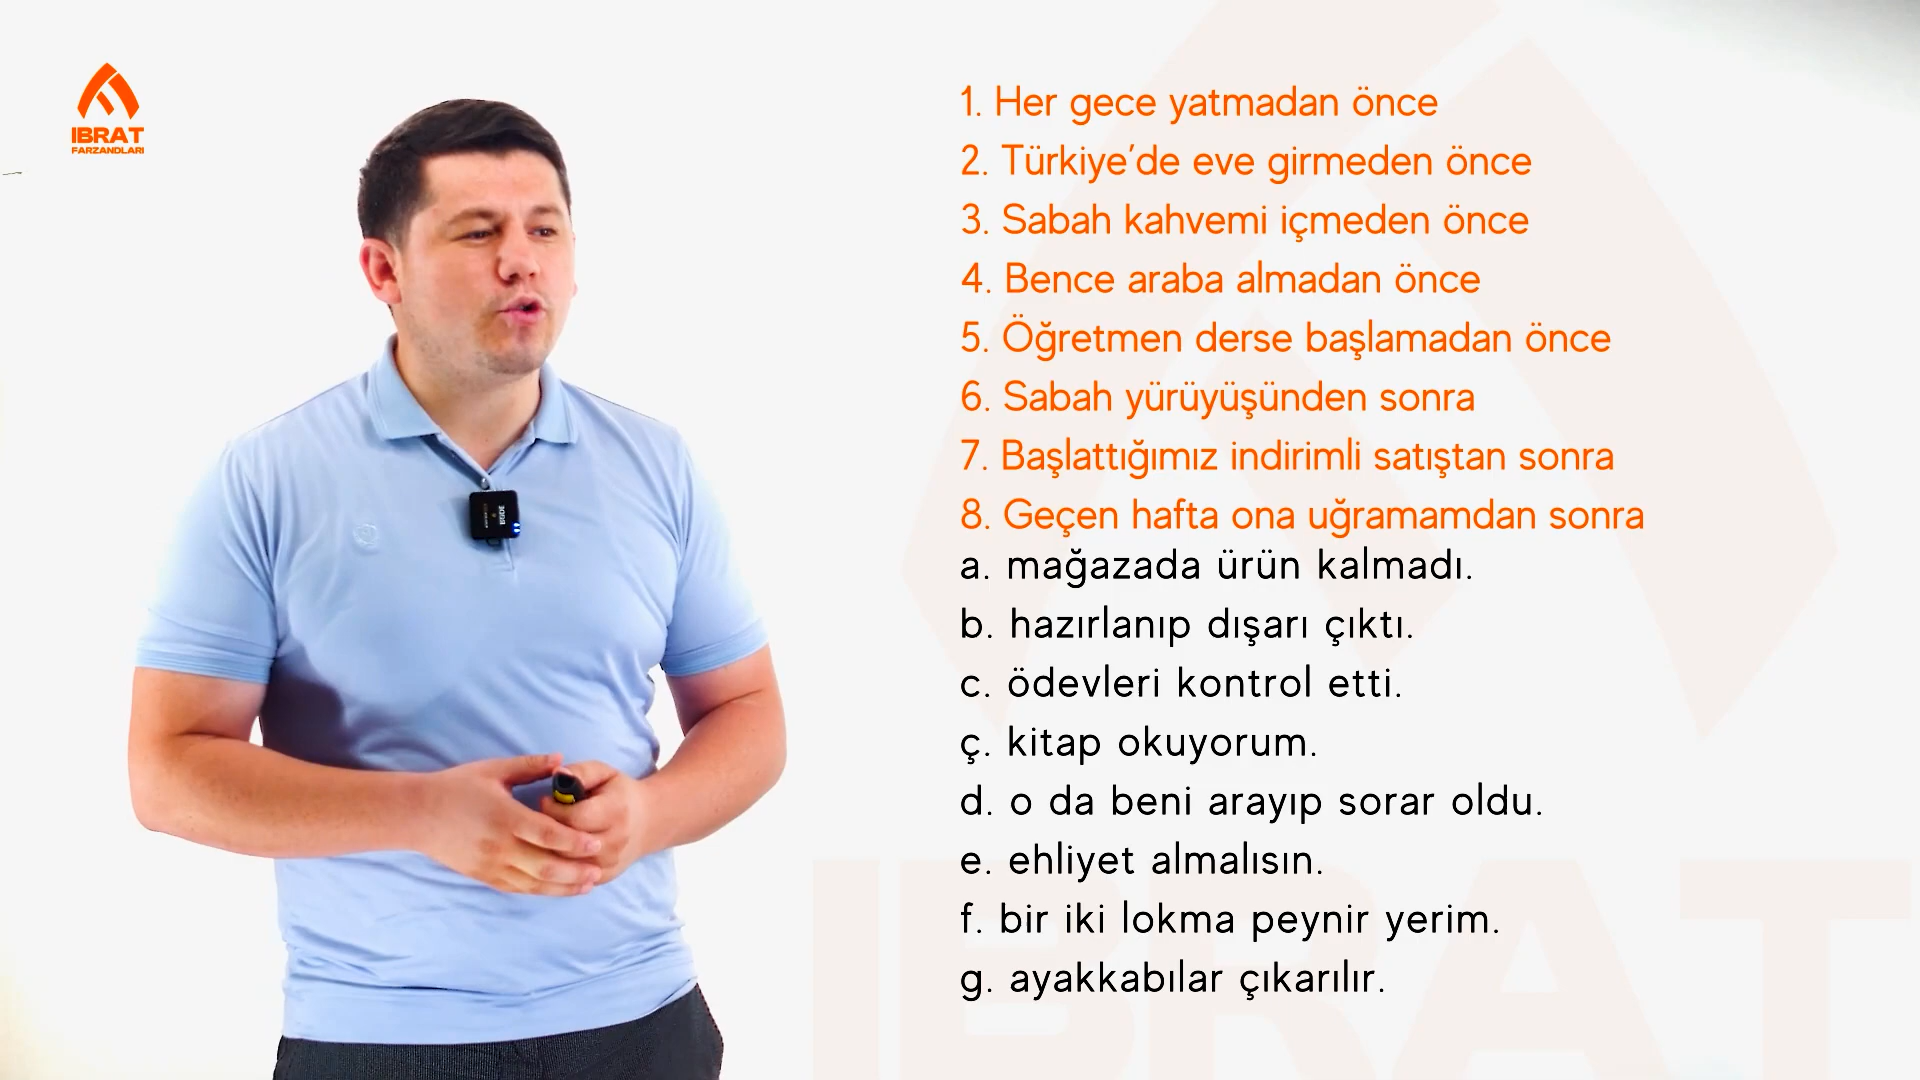 IBRAT
FARZANDLARI
1. Her gece yatmadan önce
2. Türkiye'de eve girmeden önce
3. Sabah kahvemi içmeden önce
4. Bence araba almadan önce
5. Öğretmen derse başlamadan önce
6. Sabah yürüyüşünden sonra
7. Başlattığımız indirimli satıştan sonra
8. Geçen hafta ona uğramamdan sonra
a. mağazada ürün kalmadı.
b. hazırlanıp dışarı çıktı.
c. ödevleri kontrol etti.
ç. kitap okuyorum.
d. o da beni arayıp sorar oldu.
e. ehliyet almalısın.
f. bir iki lokma peynir yerim.
g. ayakkabılar çıkarılır.
IBRAT